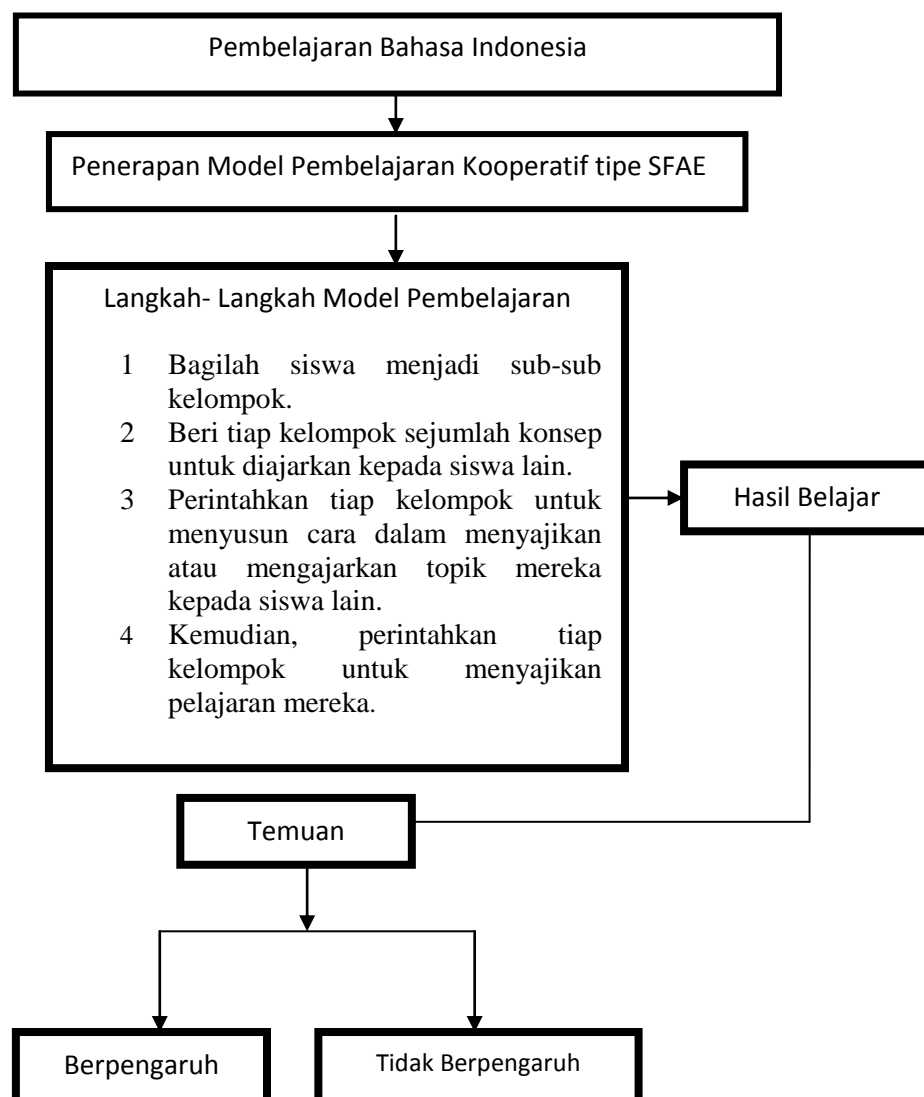 Pembelajaran Bahasa Indonesia
Penerapan Model Pembelajaran Kooperatif tipe SFAE
Langkah- Langkah Model Pembelajaran
1 Bagilah siswa menjadi sub-sub
kelompok.
2 Beri tiap kelompok sejumlah konsep
untuk diajarkan kepada siswa lain.
3 Perintahkan tiap kelompok untuk
menyusun cara dalam menyajikan
atau mengajarkan topik mereka
kepada siswa lain.
4 Kemudian, perintahkan tiap
kelompok untuk menyajikan
pelajaran mereka.
Hasil Belajar
Temuan
Berpengaruh
Tidak Berpengaruh